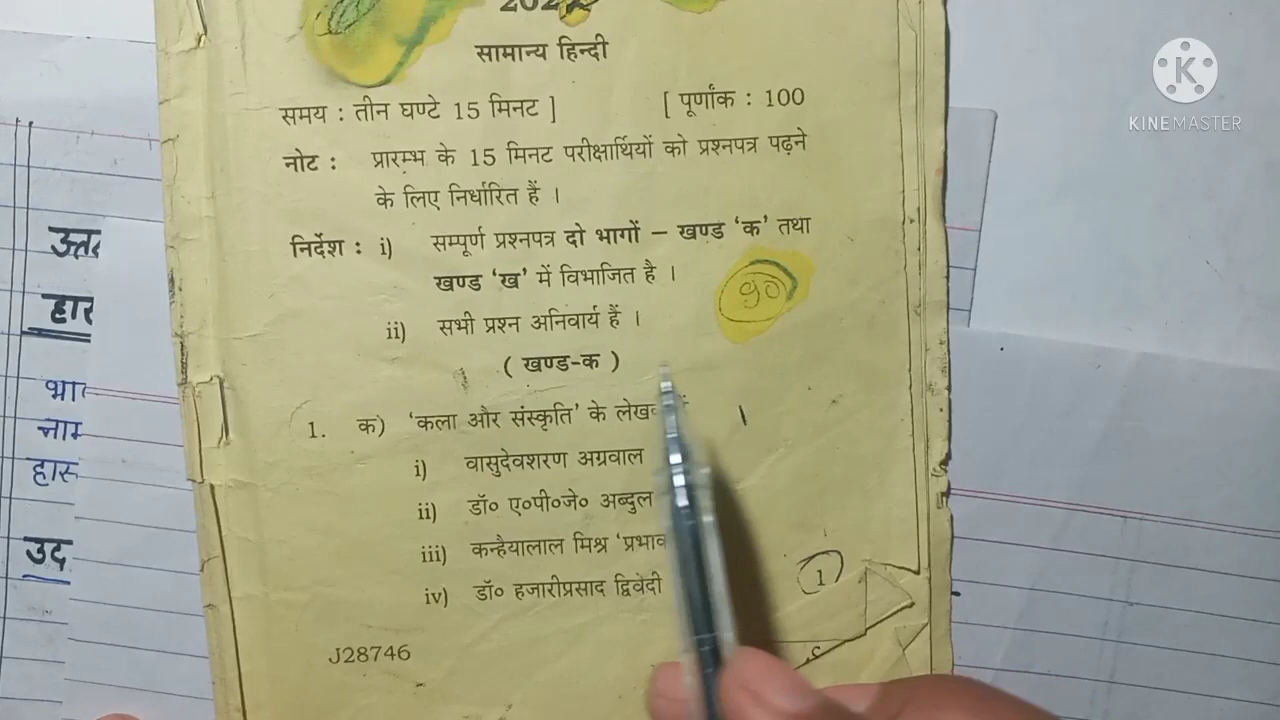 सामान्य हिन्दी
समय : तीन घण्टे 15 मिनट ] [ पूर्णांक : 100
नोट : प्रारम्भ के 15 मिनट परीक्षार्थियों को प्रश्नपत्र पढ़ने
के लिए निर्धारित हैं ।
निर्देश : i) सम्पूर्ण प्रश्नपत्र दो भागों – खण्ड ‘क’ तथा
खण्ड ‘ख’ में विभाजित है ।
ii) सभी प्रश्न अनिवार्य हैं ।
( खण्ड-क )
1. क) ‘कला और संस्कृति’ के
i) वासुदेवशरण अग्रवाल
ii) डॉ० ए०पी०जे० अब्दुल
iii) कन्हैयालाल मिश्र
iv) डॉ० हजारीप्रसाद द्विवेदी
1
J28746
90
KINEMASTER